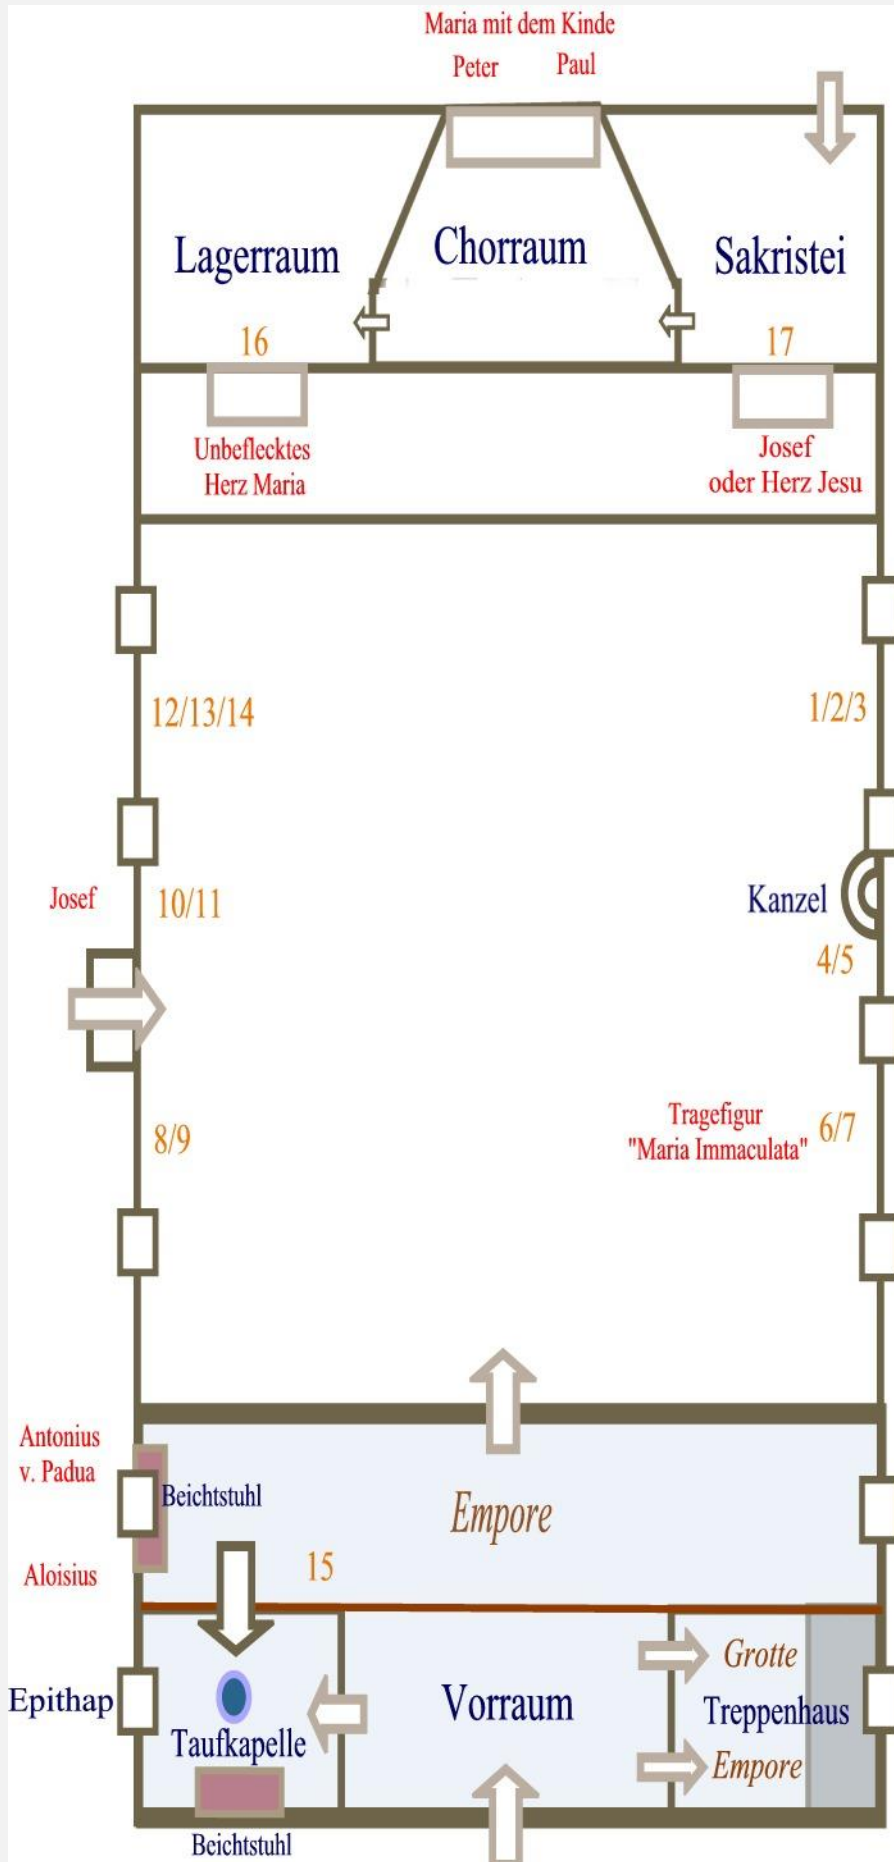 Maria mit dem Kinde
Peter Paul
Lagerraum
Chorraum
Sakristei
16
17
Unbeflecktes
Herz Maria
Josef
oder Herz Jesu
12/13/14
1/2/3
Josef
10/11
Kanzel
4/5
8/9
Tragefigur
"Maria Immaculata"
6/7
Antonius
v. Padua
Beichtstuhl
Empore
Aloisius
15
Epithap
Taufkapelle
Vorraum
Grotte
Treppenhaus
Empore
Beichtstuhl